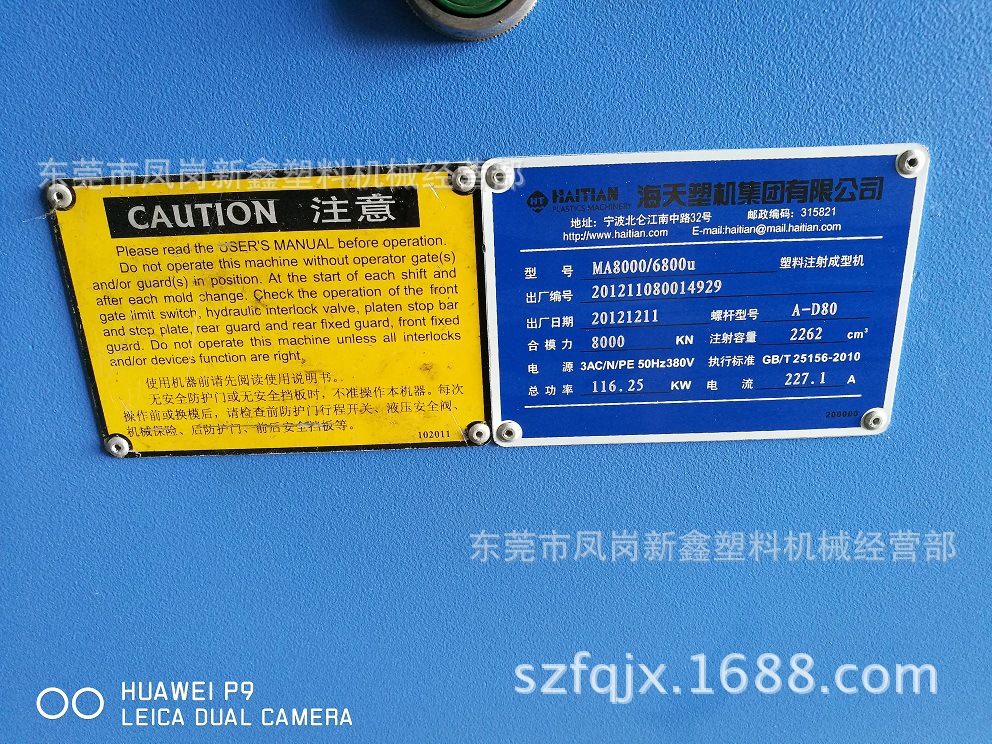 东莞市凤岗新鑫塑料机械经营部
CAUTION 注意
Please read the USER'S MANUAL before operation.
Do not operate this machine without operator gate(s)
and/or guard(s) in position. At the start of each shift and
after each mold change. Check the operation of the front
gate limit switch, hydraulic interlock valve, platen stop bar
and stop plate, rear guard and rear fixed guard, front fixed
guard. Do not operate this machine unless all interlocks
and/or devices function are right.
使用机器前请先阅读使用说明书。
无安全防护门或无安全挡板时，不准操作本机器。每次
操作前或换模后，请检查前防护门行程开关、液压安全阀、
机械保险、后防护门、前后安全挡板等。
102011
HT HAITIAN 海天塑机集团有限公司
PLASTICS MACHINERY
地址: 宁波北仑江南中路32号 邮政编码: 315821
http://www.haitian.com E-mail:haitian@mail.haitian.com
型号 MA8000/6800u 塑料注射成型机
出厂编号 201211080014929
出厂日期 20121211 螺杆型号 A-D80
合模力 8000 KN 注射容量 2262 cm³
电源 3AC/N/PE 50Hz380V 执行标准 GB/T 25156-2010
总功率 116.25 KW 电流 227.1 A
208000
东莞市凤岗新鑫塑料机械经营部
szfqjx.1688.com
HUAWEI P9
LEICA DUAL CAMERA